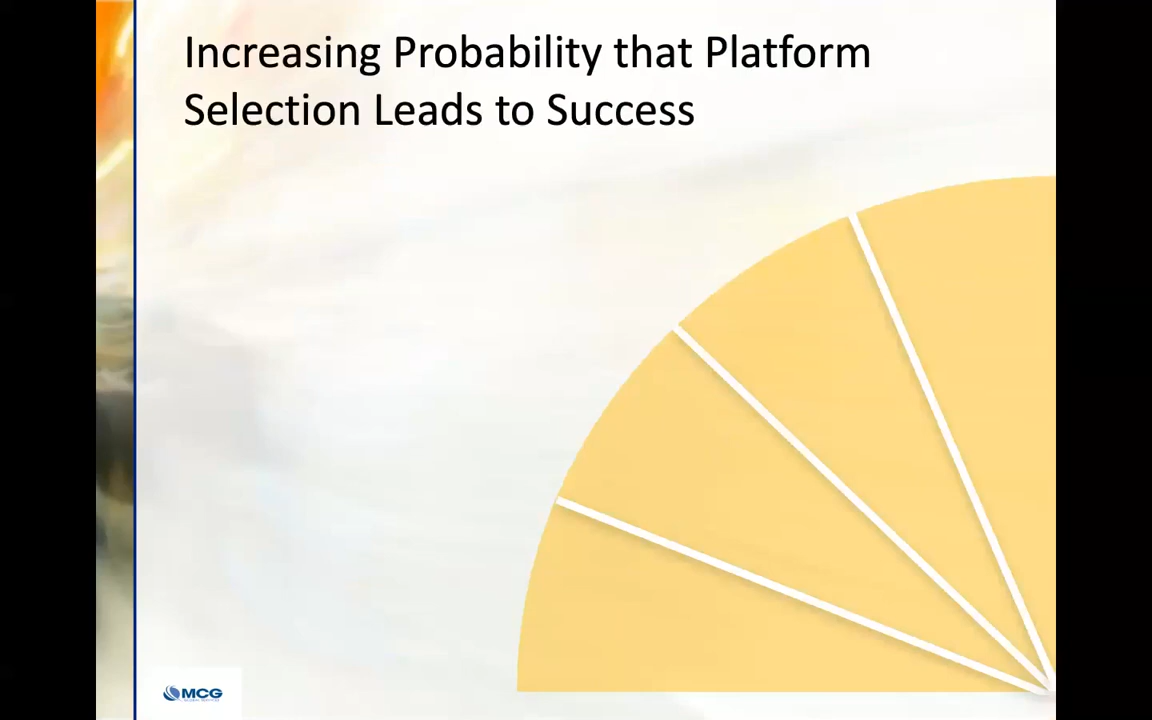 Increasing Probability that Platform
Selection Leads to Success
MCG